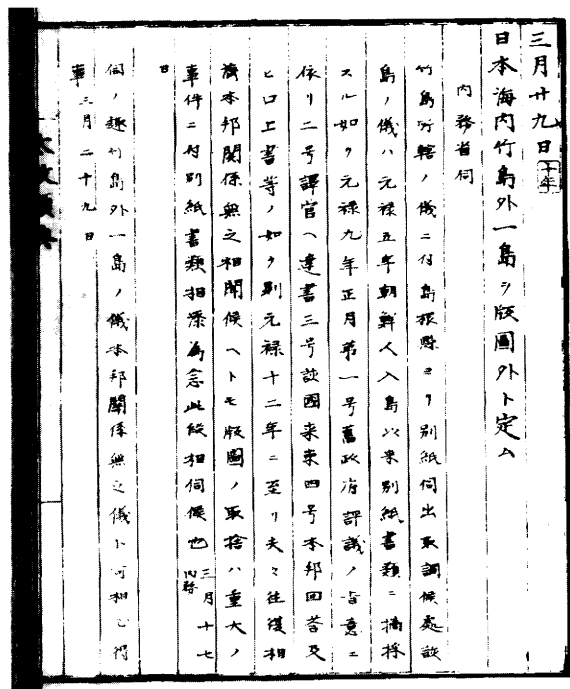 三月廿九日 十年
日本海内竹島外一島ヲ版圖外ト定ム
内務省伺
竹島所轄ノ儀ニ付島根縣ヨリ別紙伺出取調候處該
島ノ儀ハ元禄五年朝鮮人入島以来別紙書類ニ摘採
スル如ク元禄九年正月第一号舊政府評議ノ旨意ニ
依リ二号譯官ヘ達書三号該國来柬四号本邦回答及
ヒ口上書等ノ如ク則元禄十二年ニ至リ夫々往復相
濟本邦関係無之相聞候ヘトモ版圖ノ取捨ハ重大ノ
事件ニ付別紙書類相添為念此段相伺候也 三月十七
日 内務
伺ノ趣竹島外一島ノ儀本邦關係無之儀ト可相心得
事 三月二十九日